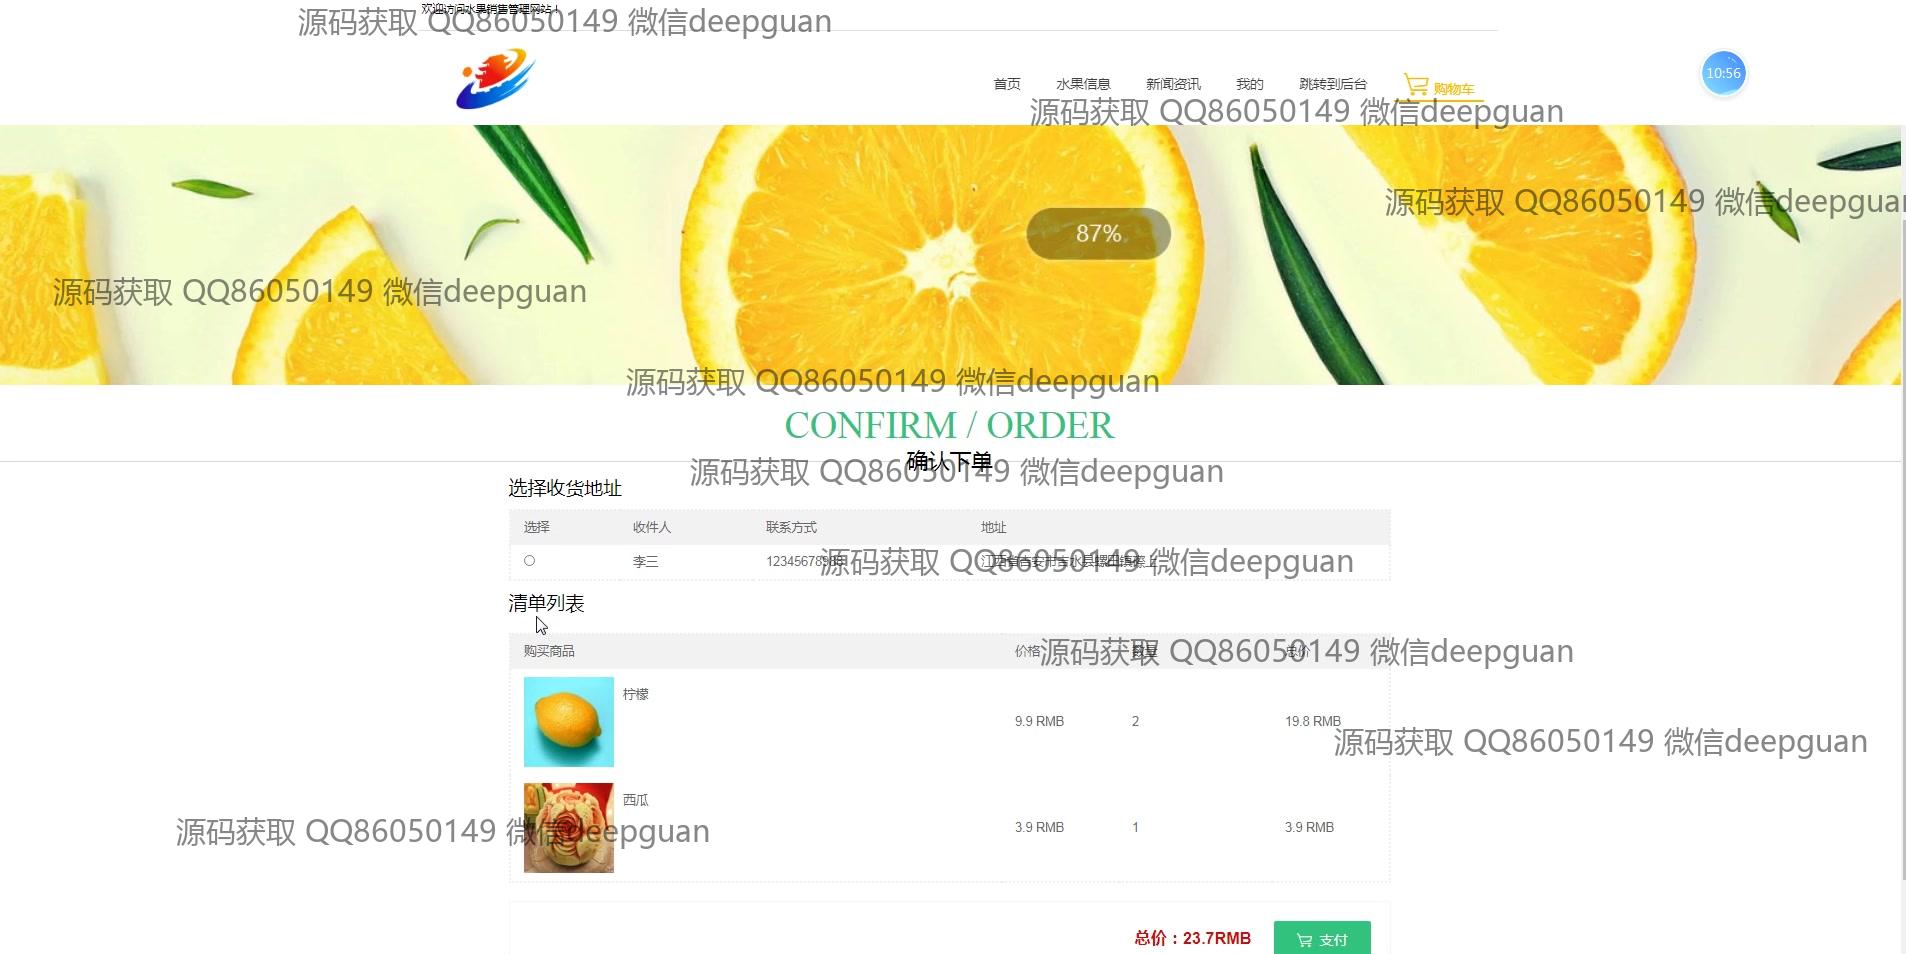 欢迎访问水果销售管理网站！
源码获取 QQ86050149 微信deepguan
首页 水果信息 新闻资讯 我的 跳转到后台 购物车
10:56
源码获取 QQ86050149 微信deepguan
源码获取 QQ86050149 微信deepguan
87%
源码获取 QQ86050149 微信deepguan
源码获取 QQ86050149 微信deepguan
CONFIRM / ORDER
确认下单
源码获取 QQ86050149 微信deepguan
选择收货地址
选择 收件人 联系方式 地址
李三 12345678 江西省吉安市吉水县螺田镇
源码获取 QQ86050149 微信deepguan
清单列表
购买商品 价格 数量 总价
源码获取 QQ86050149 微信deepguan
柠檬
9.9 RMB 2 19.8 RMB
源码获取 QQ86050149 微信deepguan
西瓜
3.9 RMB 1 3.9 RMB
源码获取 QQ86050149 微信deepguan
总价：23.7RMB 支付